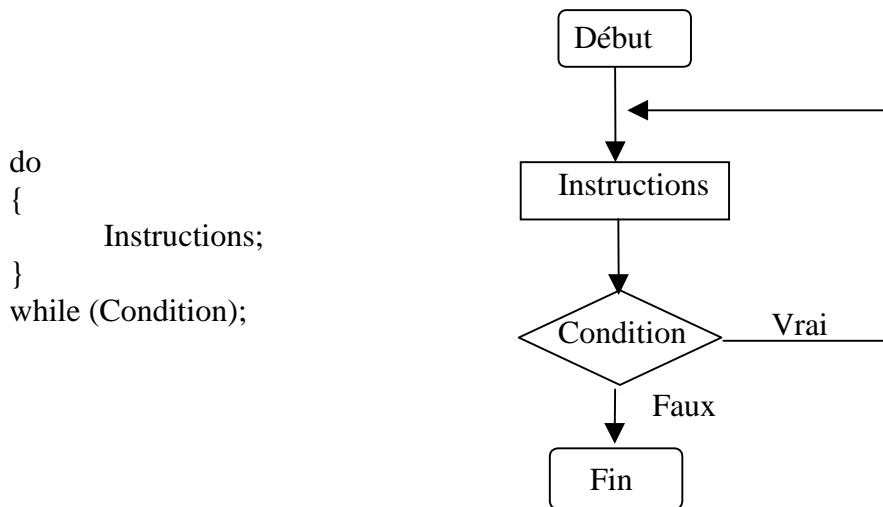 do
{
Instructions;
}
while (Condition);
Début
Instructions
Condition
Vrai
Faux
Fin